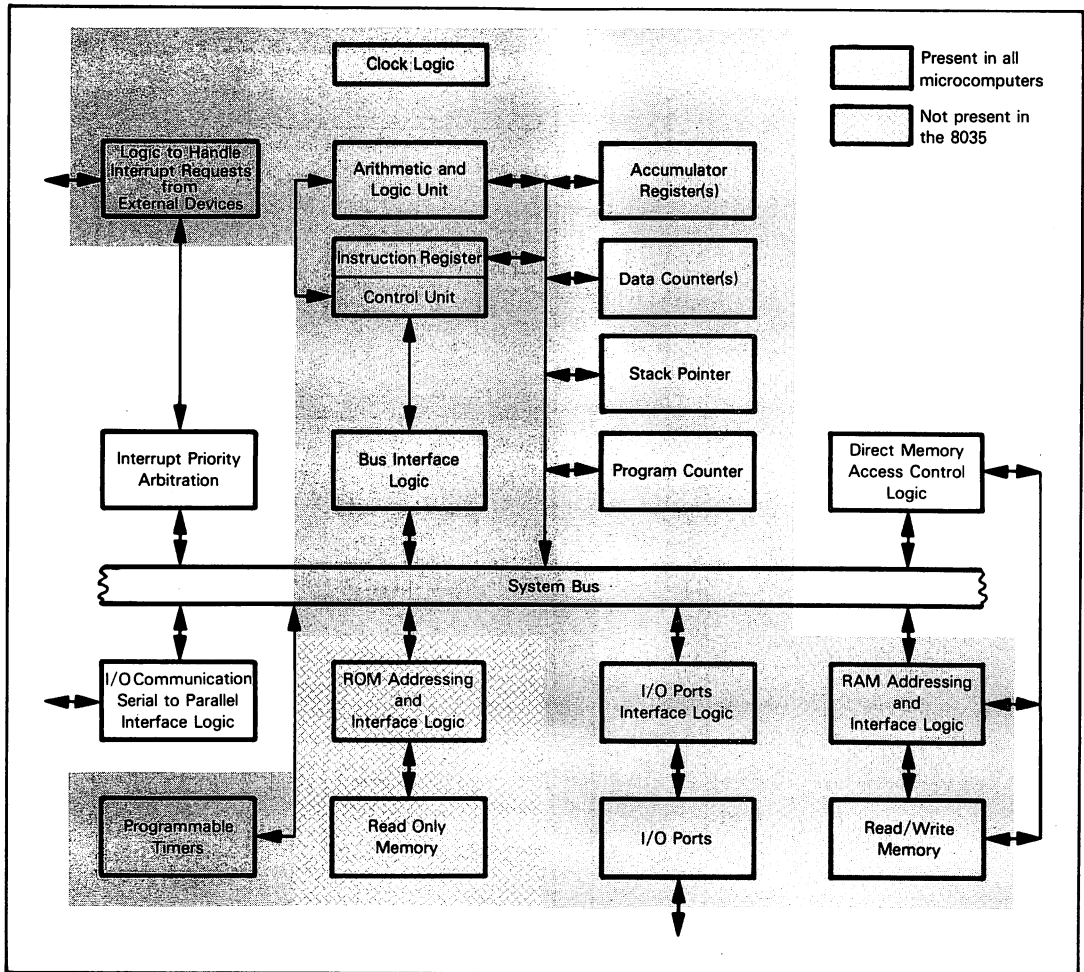 Clock Logic
Present in all
microcomputers
Not present in
the 8035
Logic to Handle
Interrupt Requests
from
External Devices
Arithmetic and
Logic Unit
Accumulator
Register(s)
Instruction Register
Control Unit
Data Counter(s)
Stack Pointer
Interrupt Priority
Arbitration
Bus Interface
Logic
Program Counter
Direct Memory
Access Control
Logic
System Bus
I/O Communication
Serial to Parallel
Interface Logic
ROM Addressing
and
Interface Logic
I/O Ports
Interface Logic
RAM Addressing
and
Interface Logic
Programmable
Timers
Read Only
Memory
I/O Ports
Read/Write
Memory